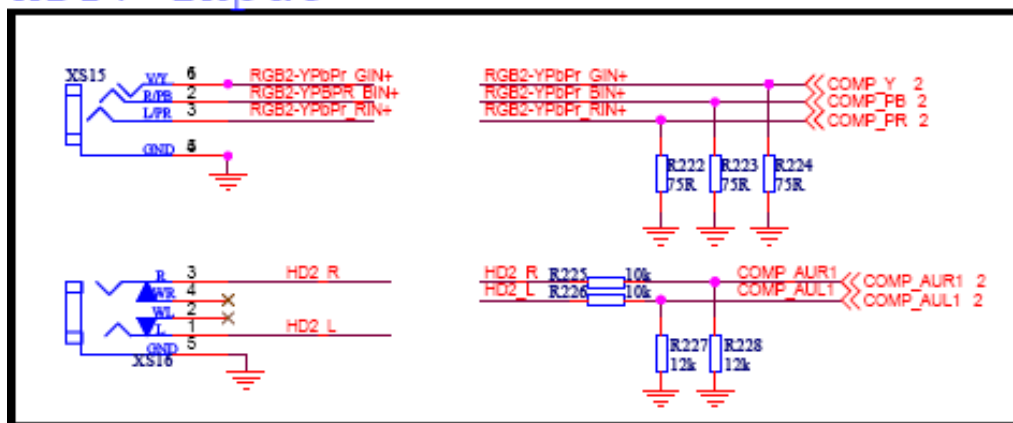 XS15
V/Y 6 RGB2-YPbPr_GIN+
R/PB 2 RGB2-YPBPR_BIN+
L/PR 3 RGB2-YPbPr_RIN+
GND
RGB2-YPbPr_GIN+ COMP_Y 2
RGB2-YPbPr_BIN+ COMP_PB 2
RGB2-YPbPr_RIN+ COMP_PR 2
R222 R223 R224
75R 75R 75R
R 3 HD2_R
WR 4
WL 2
L 1 HD2_L
GND 5
XS16
HD2_R R225 10k COMP_AUR1 COMP_AUR1 2
HD2_L R226 10k COMP_AUL1 COMP_AUL1 2
R227 R228
12k 12k